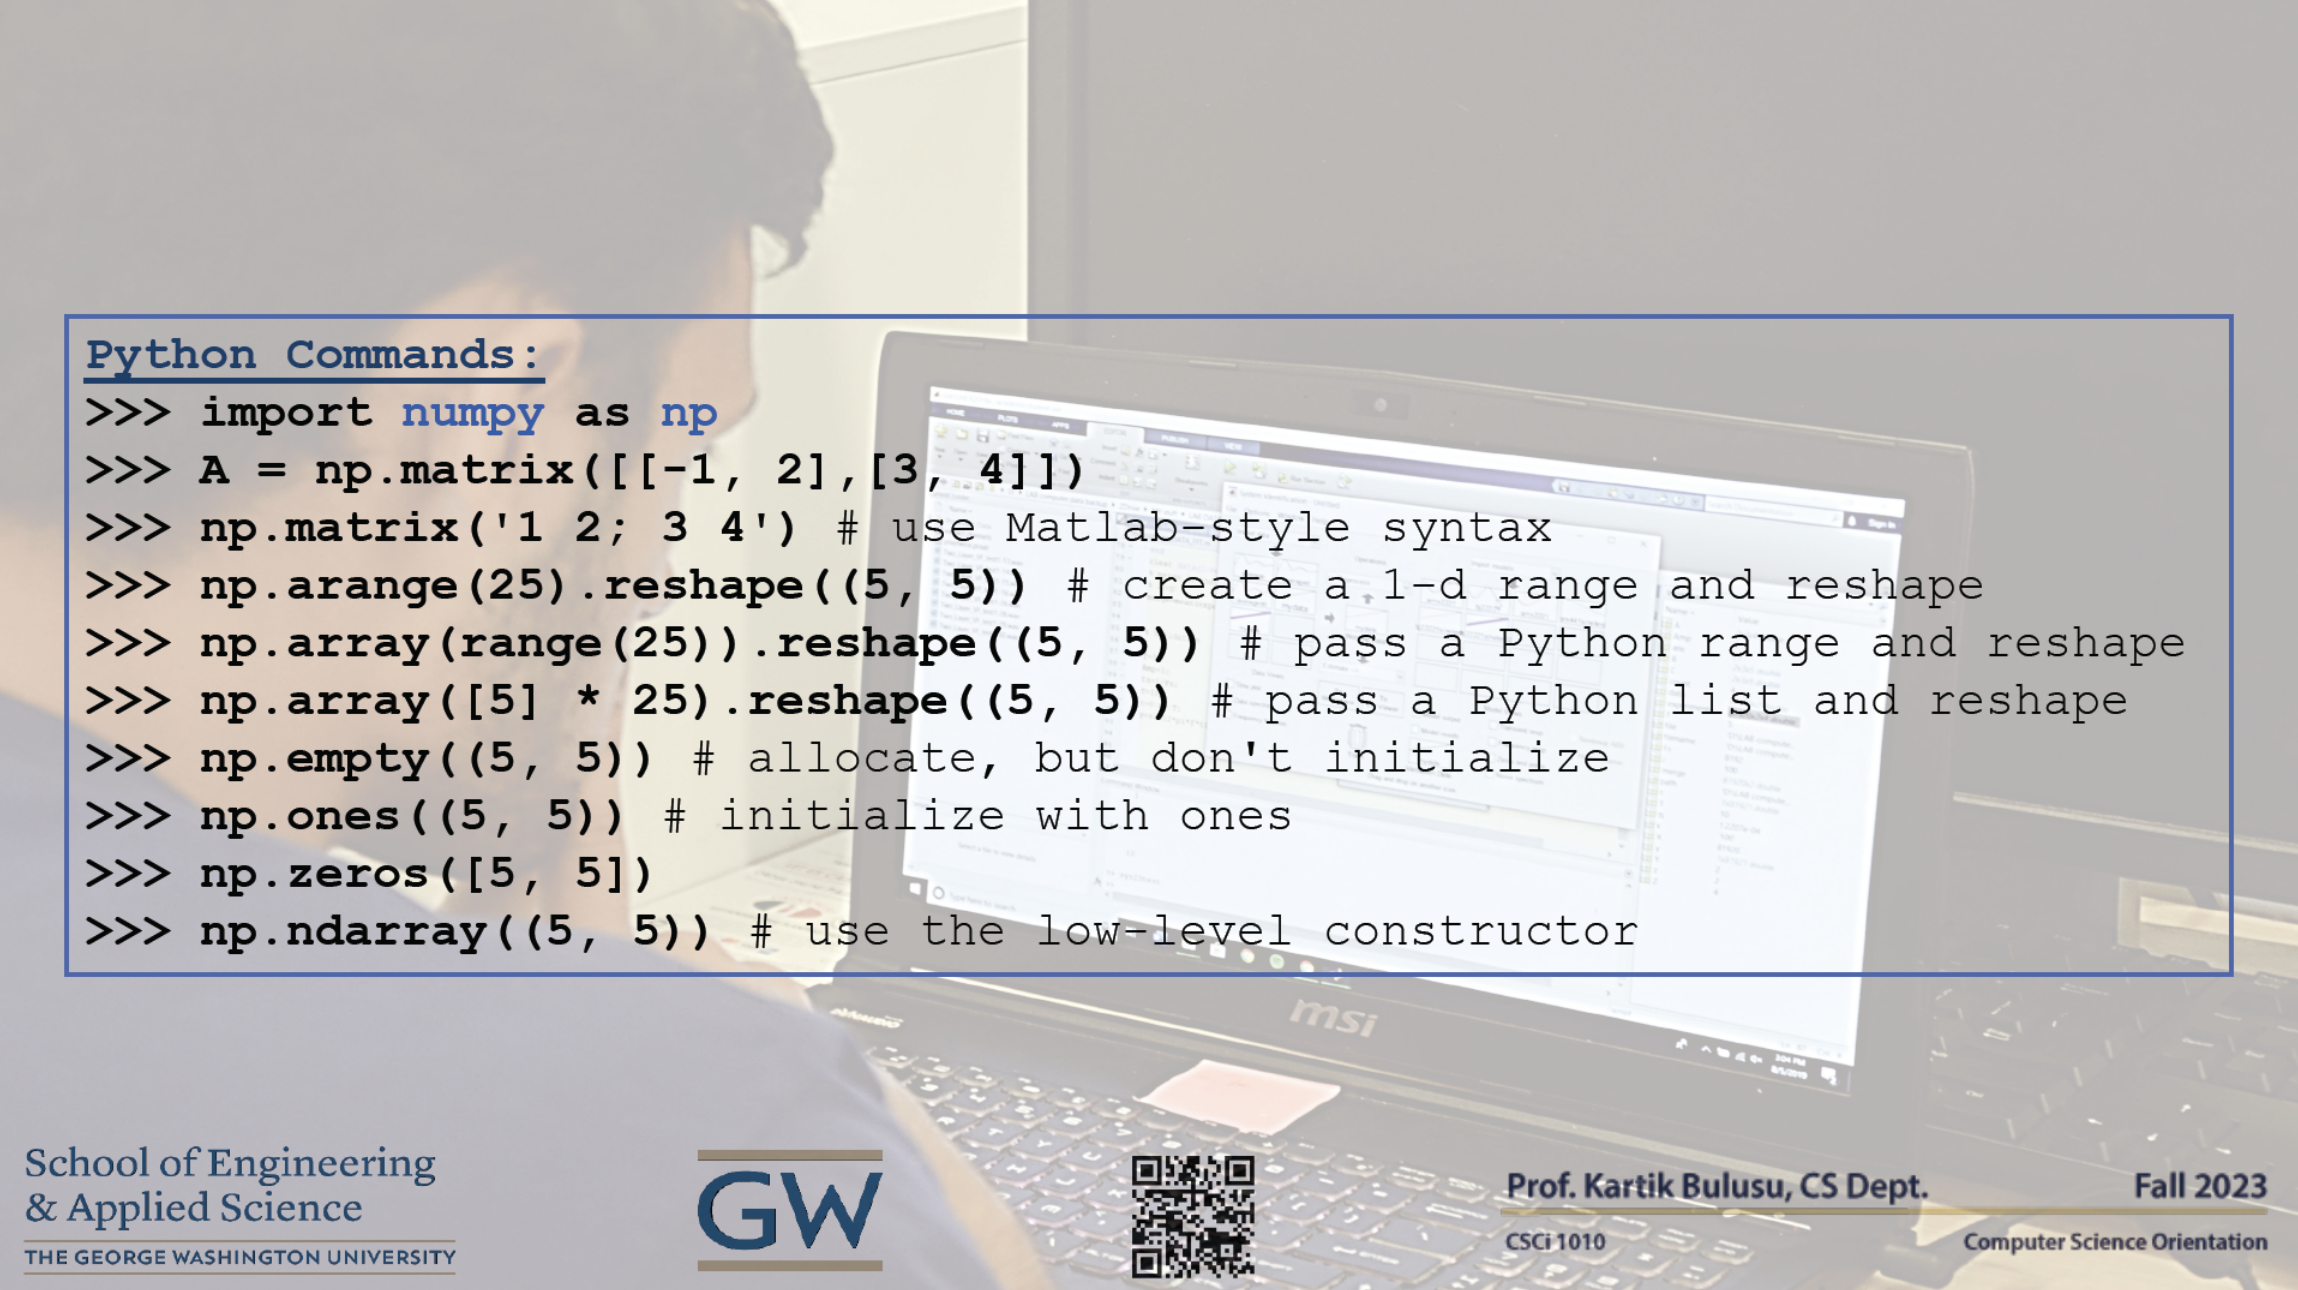 Python Commands:
>>> import numpy as np
>>> A = np.matrix([[-1, 2],[3, 4]])
>>> np.matrix('1 2; 3 4') # use Matlab-style syntax
>>> np.arange(25).reshape((5, 5)) # create a 1-d range and reshape
>>> np.array(range(25)).reshape((5, 5)) # pass a Python range and reshape
>>> np.array([5] * 25).reshape((5, 5)) # pass a Python list and reshape
>>> np.empty((5, 5)) # allocate, but don't initialize
>>> np.ones((5, 5)) # initialize with ones
>>> np.zeros([5, 5])
>>> np.ndarray((5, 5)) # use the low-level constructor
msi
School of Engineering
& Applied Science
THE GEORGE WASHINGTON UNIVERSITY
GW
Prof. Kartik Bulusu, CS Dept. Fall 2023
CSCi 1010 Computer Science Orientation